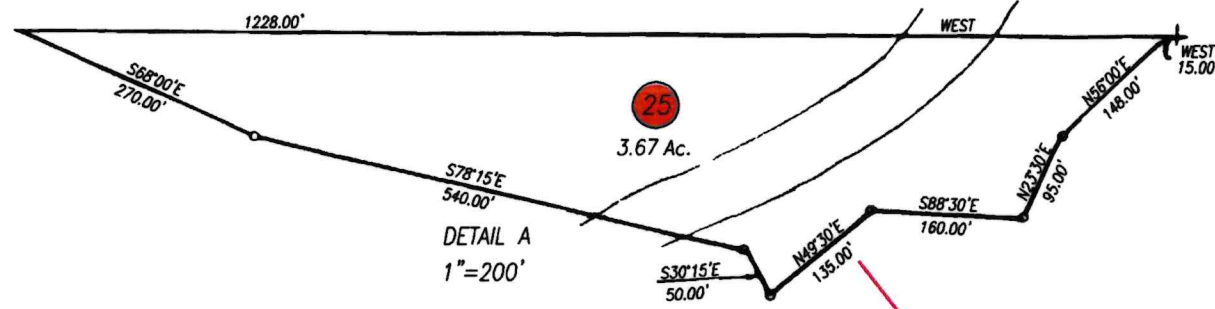 1228.00'
WEST
WEST
15.00
S68°00'E
270.00'
25
3.67 Ac.
N56°00'E
148.00'
S78°15'E
540.00'
N23°30'E
95.00'
S88°30'E
160.00'
DETAIL A
1"=200'
N49°30'E
135.00'
S30°15'E
50.00'